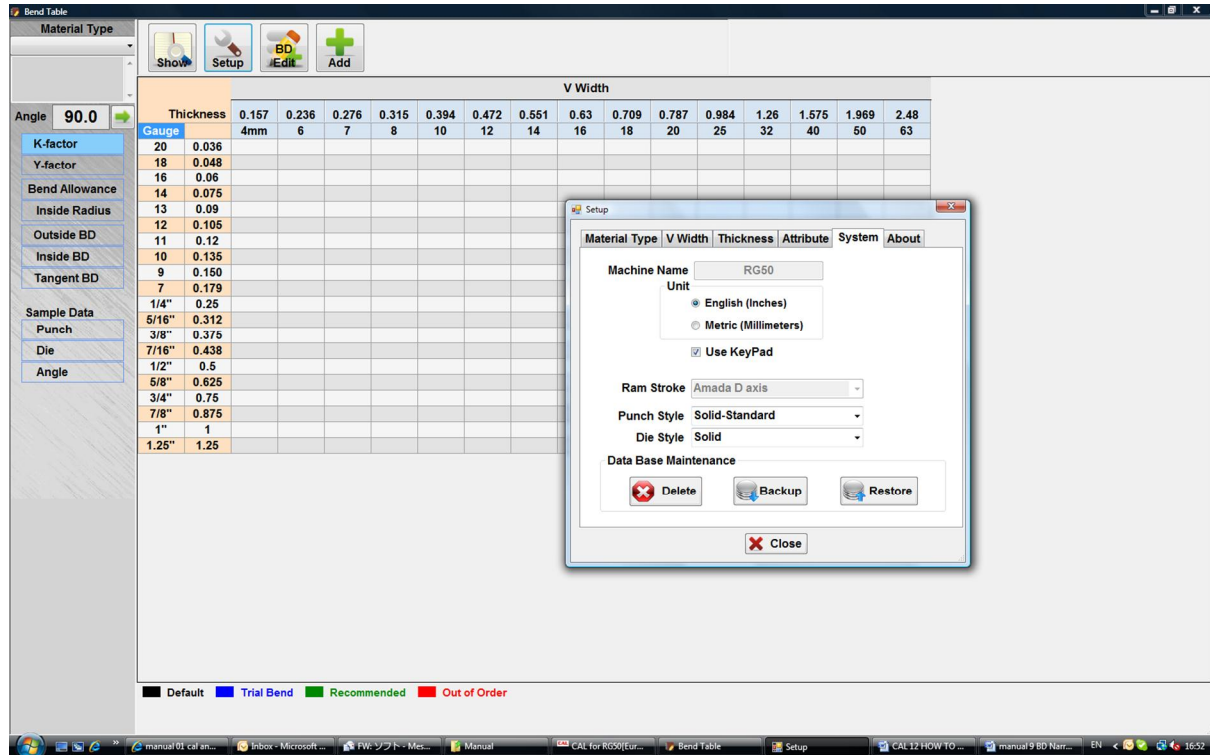 Bend Table
Material Type
Show Setup BD Edit Add
Angle 90.0
K-factor
Y-factor
Bend Allowance
Inside Radius
Outside BD
Inside BD
Tangent BD
Sample Data
Punch
Die
Angle
V Width
Thickness 0.157 0.236 0.276 0.315 0.394 0.472 0.551 0.63 0.709 0.787 0.984 1.26 1.575 1.969 2.48
Gauge 4mm 6 7 8 10 12 14 16 18 20 25 32 40 50 63
20 0.036
18 0.048
16 0.06
14 0.075
13 0.09
12 0.105
11 0.12
10 0.135
9 0.150
7 0.179
1/4" 0.25
5/16" 0.312
3/8" 0.375
7/16" 0.438
1/2" 0.5
5/8" 0.625
3/4" 0.75
7/8" 0.875
1" 1
1.25" 1.25
Setup
Material Type V Width Thickness Attribute System About
Machine Name RG50
Unit
English (Inches)
Metric (Millimeters)
Use KeyPad
Ram Stroke Amada D axis
Punch Style Solid-Standard
Die Style Solid
Data Base Maintenance
Delete Backup Restore
Close
Default Trial Bend Recommended Out of Order
manual 01 cal an... Inbox - Microsoft ... FW: ソフト - Mes... Manual CAL for RG50[Eur... Bend Table Setup CAL 12 HOW TO ... manual 9 BD Narr... EN 16:52